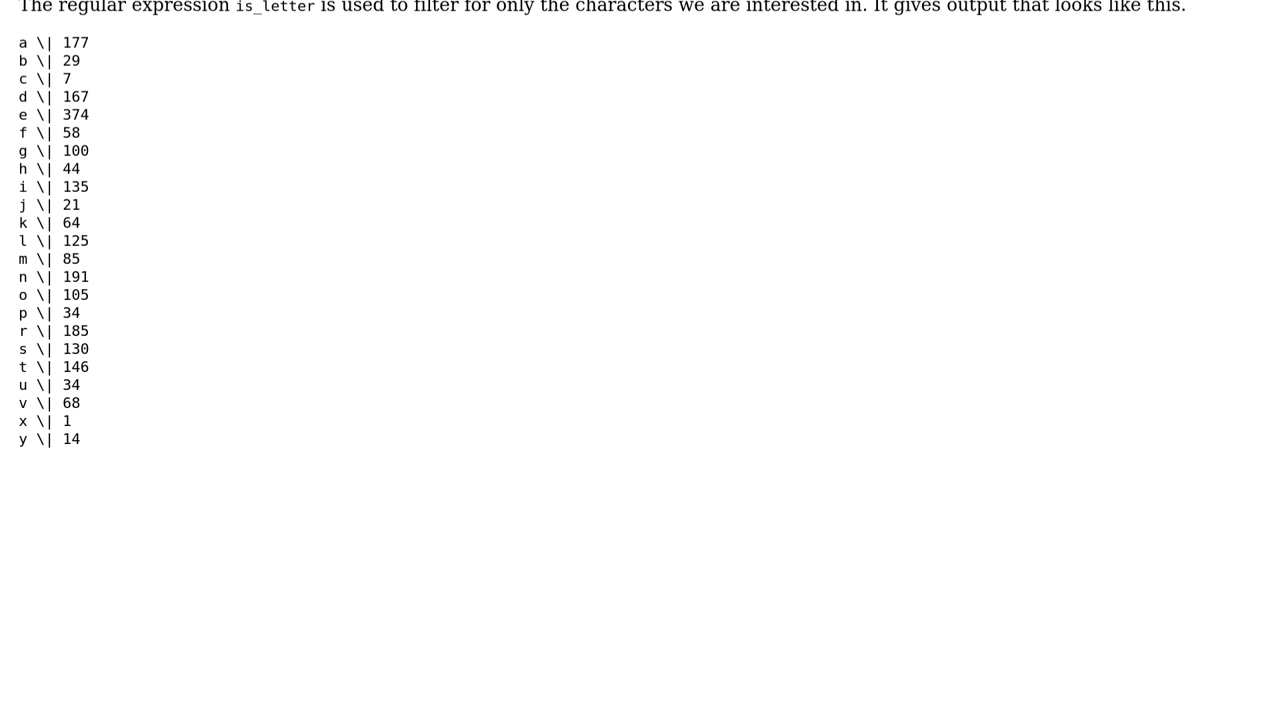 The regular expression is_letter is used to filter for only the characters we are interested in. It gives output that looks like this.
a \| 177
b \| 29
c \| 7
d \| 167
e \| 374
f \| 58
g \| 100
h \| 44
i \| 135
j \| 21
k \| 64
l \| 125
m \| 85
n \| 191
o \| 105
p \| 34
r \| 185
s \| 130
t \| 146
u \| 34
v \| 68
x \| 1
y \| 14